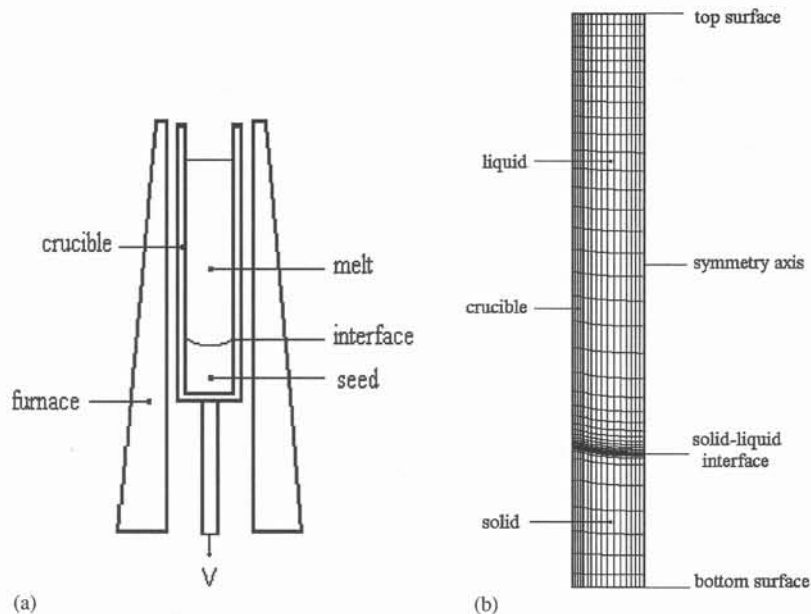 crucible
melt
interface
seed
furnace
V
(a)
top surface
liquid
symmetry axis
crucible
solid-liquid
interface
solid
bottom surface
(b)